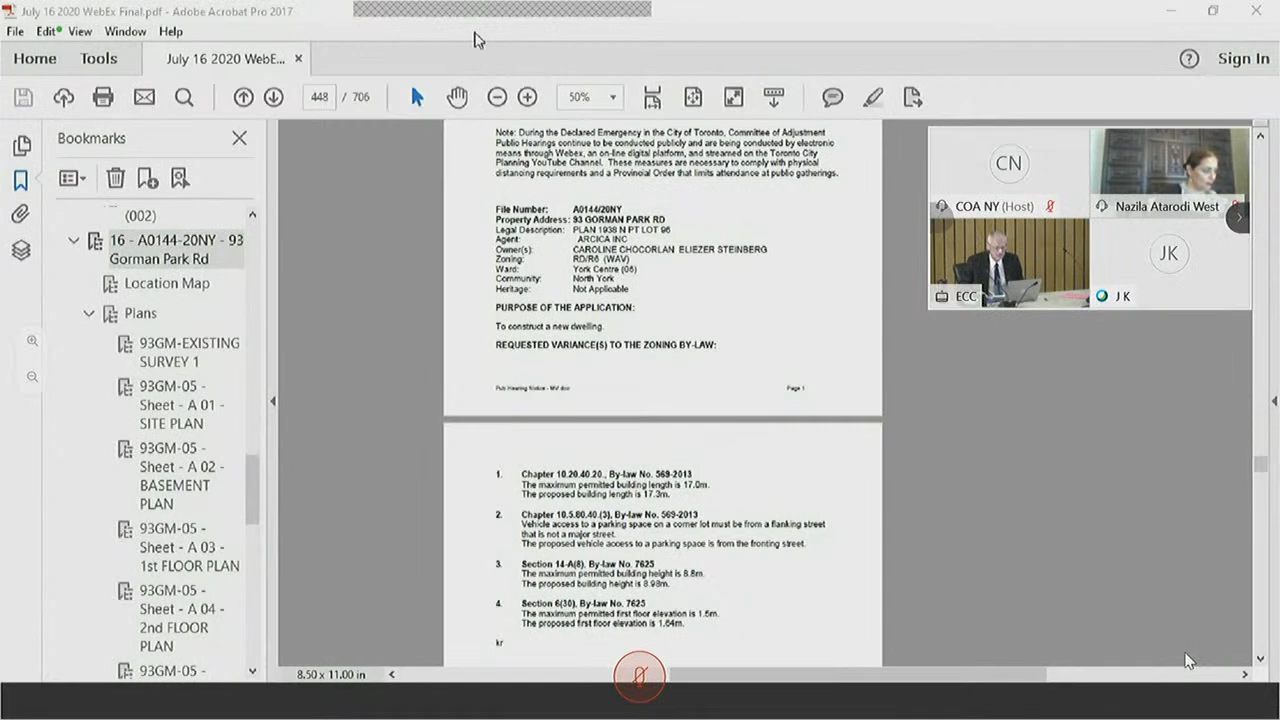 July 16 2020 WebEx Final.pdf - Adobe Acrobat Pro 2017
File Edit View Window Help
Home Tools July 16 2020 WebE... × Sign In
448 / 706 50%
Bookmarks
(002)
16 - A0144-20NY - 93
Gorman Park Rd
Location Map
Plans
93GM-EXISTING
SURVEY 1
93GM-05 -
Sheet - A 01 -
SITE PLAN
93GM-05 -
Sheet - A 02 -
BASEMENT
PLAN
93GM-05 -
Sheet - A 03 -
1st FLOOR PLAN
93GM-05 -
Sheet - A 04 -
2nd FLOOR
PLAN
93GM-05 -
Note: During the Declared Emergency in the City of Toronto, Committee of Adjustment
Public Hearings continue to be conducted publicly and are being conducted by electronic
means through Webex, an on-line digital platform, and streamed on the Toronto City
Planning YouTube Channel. These measures are necessary to comply with physical
distancing requirements and a Provincial Order that limits attendance at public gatherings.
File Number: A0144/20NY
Property Address: 93 GORMAN PARK RD
Legal Description: PLAN 1938 N PT LOT 96
Agent: ARCICA INC
Owner(s): CAROLINE CHOCORLAN ELIEZER STEINBERG
Zoning: RD/R6 (WAV)
Ward: York Centre (06)
Community: North York
Heritage: Not Applicable
PURPOSE OF THE APPLICATION:
To construct a new dwelling.
REQUESTED VARIANCE(S) TO THE ZONING BY-LAW:
Pub Hearing Notice - MV.doc Page 1
1. Chapter 10.20.40.20., By-law No. 569-2013
The maximum permitted building length is 17.0m.
The proposed building length is 17.3m.
2. Chapter 10.5.80.40.(3), By-law No. 569-2013
Vehicle access to a parking space on a corner lot must be from a flanking street
that is not a major street.
The proposed vehicle access to a parking space is from the fronting street.
3. Section 14-A(8), By-law No. 7625
The maximum permitted building height is 8.8m.
The proposed building height is 8.98m.
4. Section 6(30), By-law No. 7625
The maximum permitted first floor elevation is 1.5m.
The proposed first floor elevation is 1.64m.
kr
8.50 x 11.00 in
CN
COA NY (Host)
Nazila Atarodi West
ECC
JK
J K